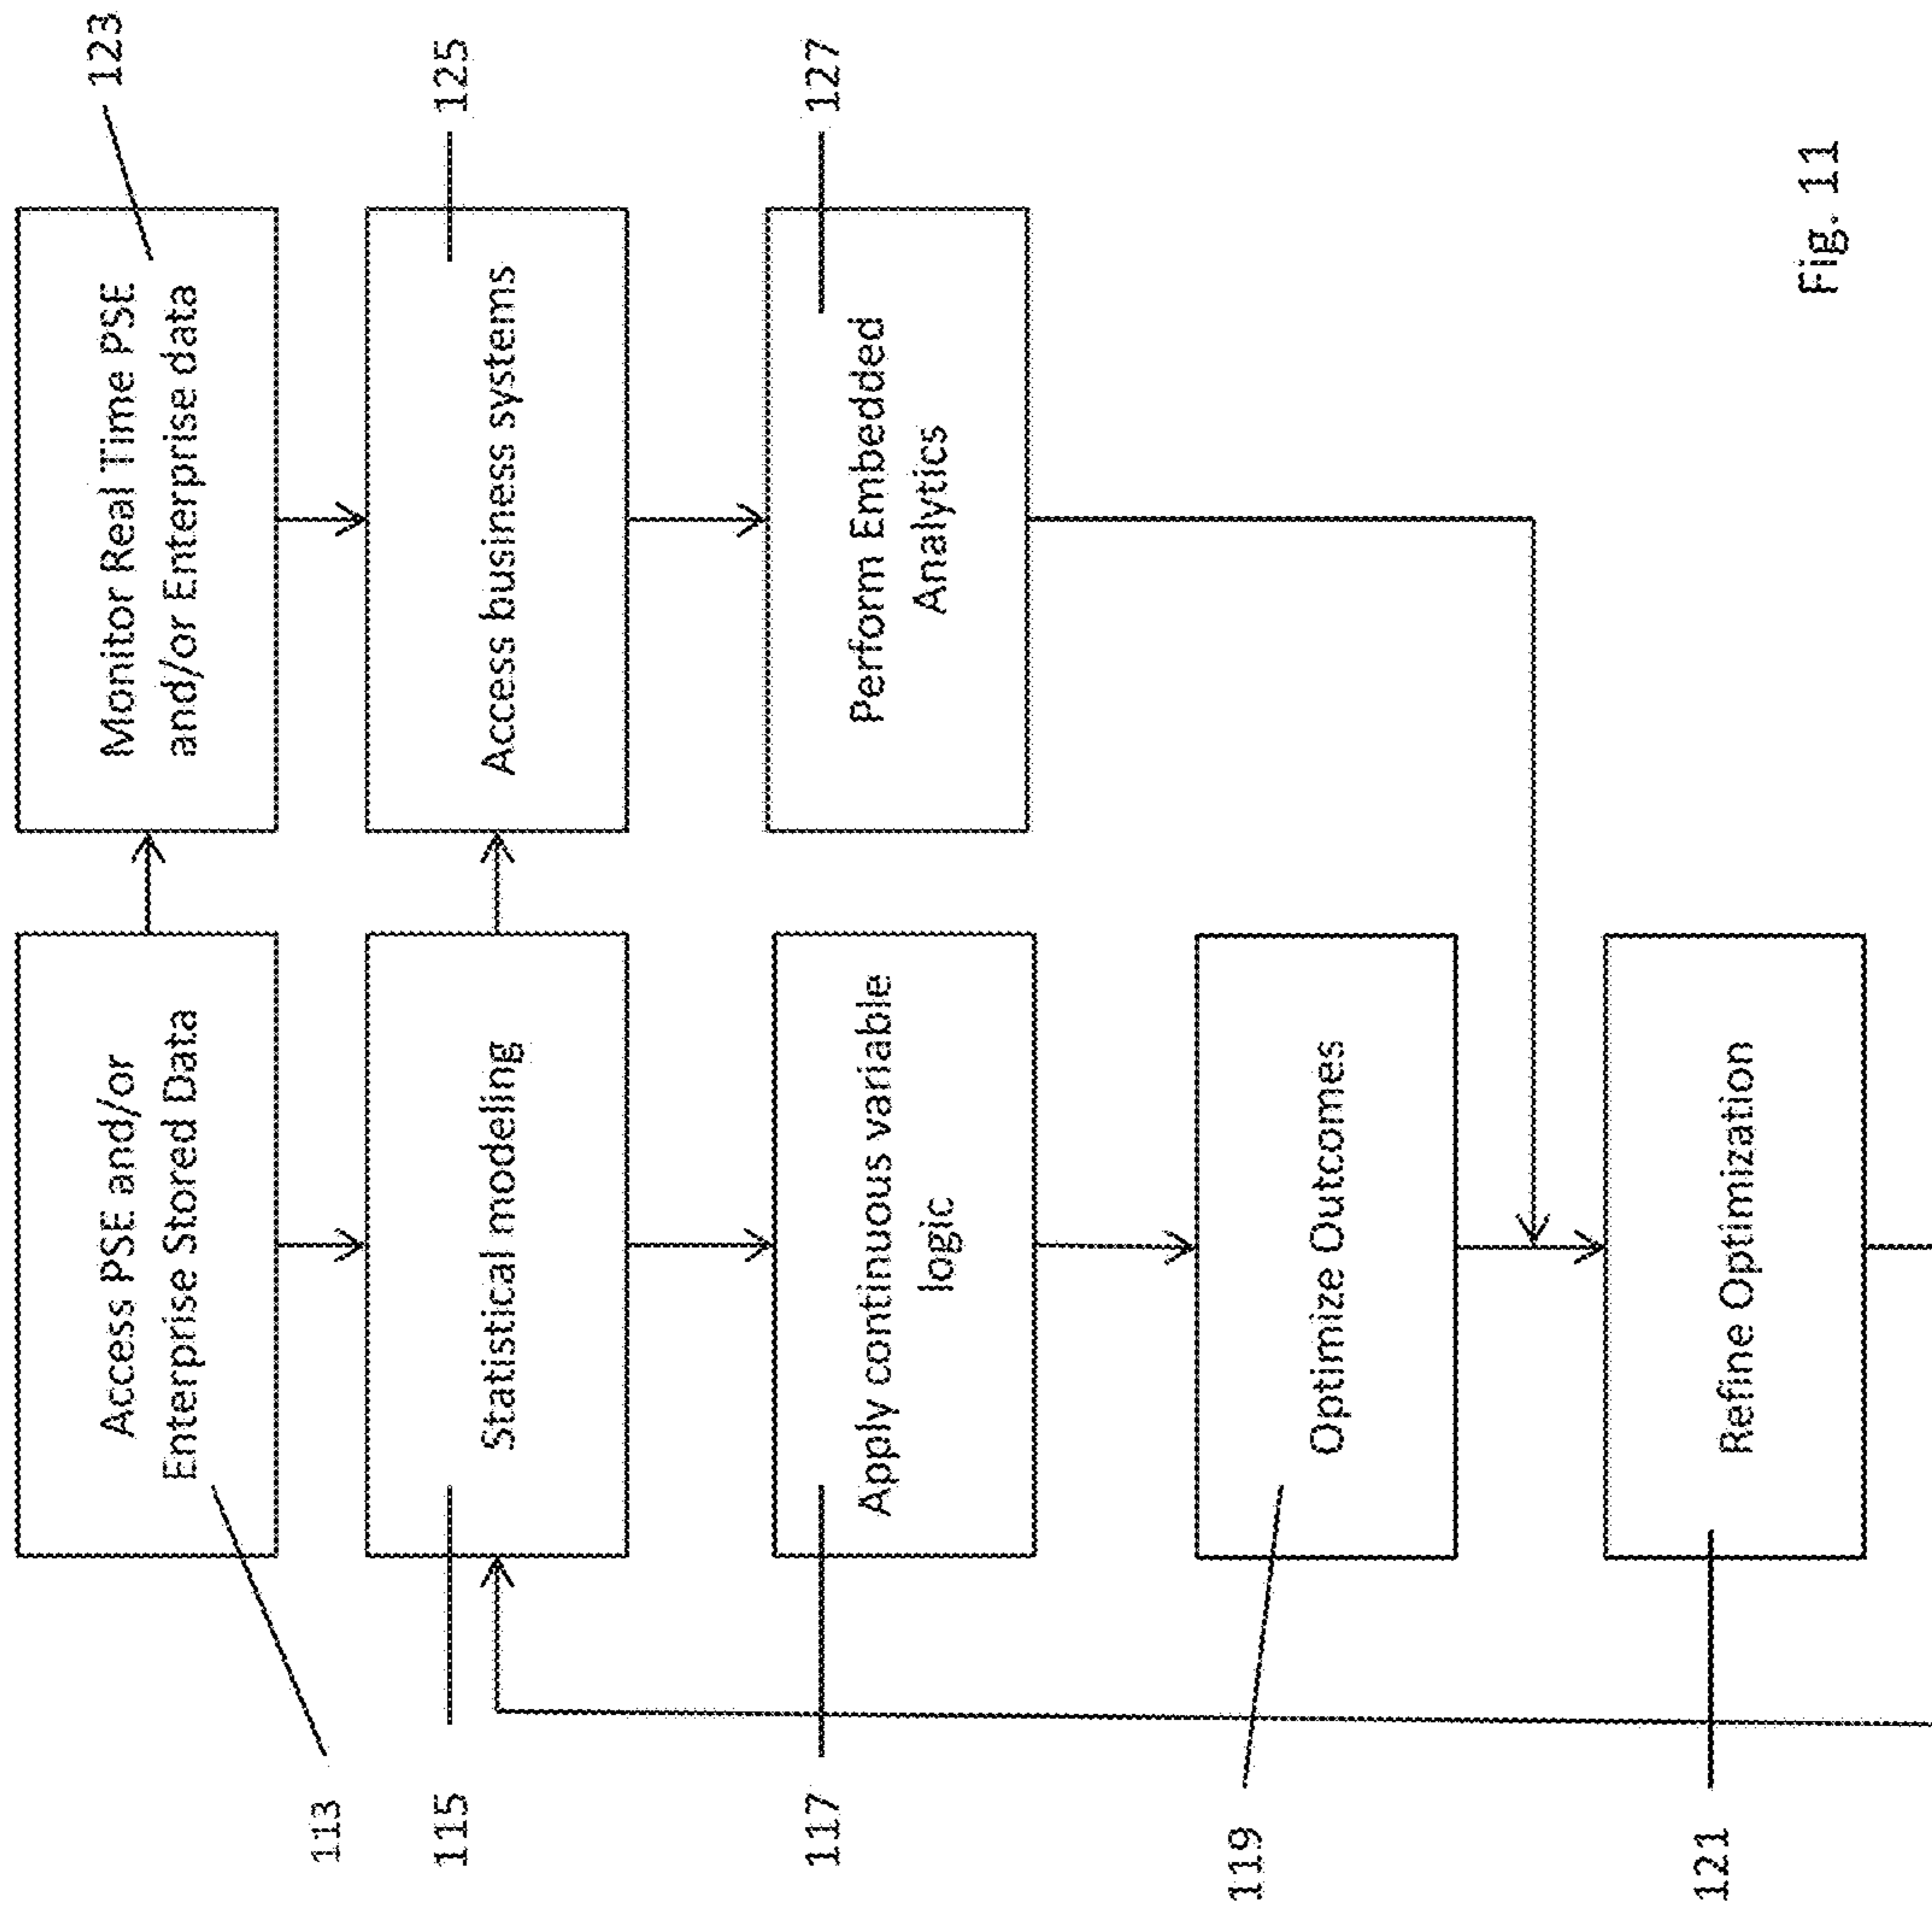 113
Access PSE and/or
Enterprise Stored Data
115
Statistical modeling
117
Apply continuous variable
logic
119
Optimize Outcomes
121
Refine Optimization
Monitor Real Time PSE
and/or Enterprise data
123
Access business systems
125
Perform Embedded
Analytics
127
Fig. 11